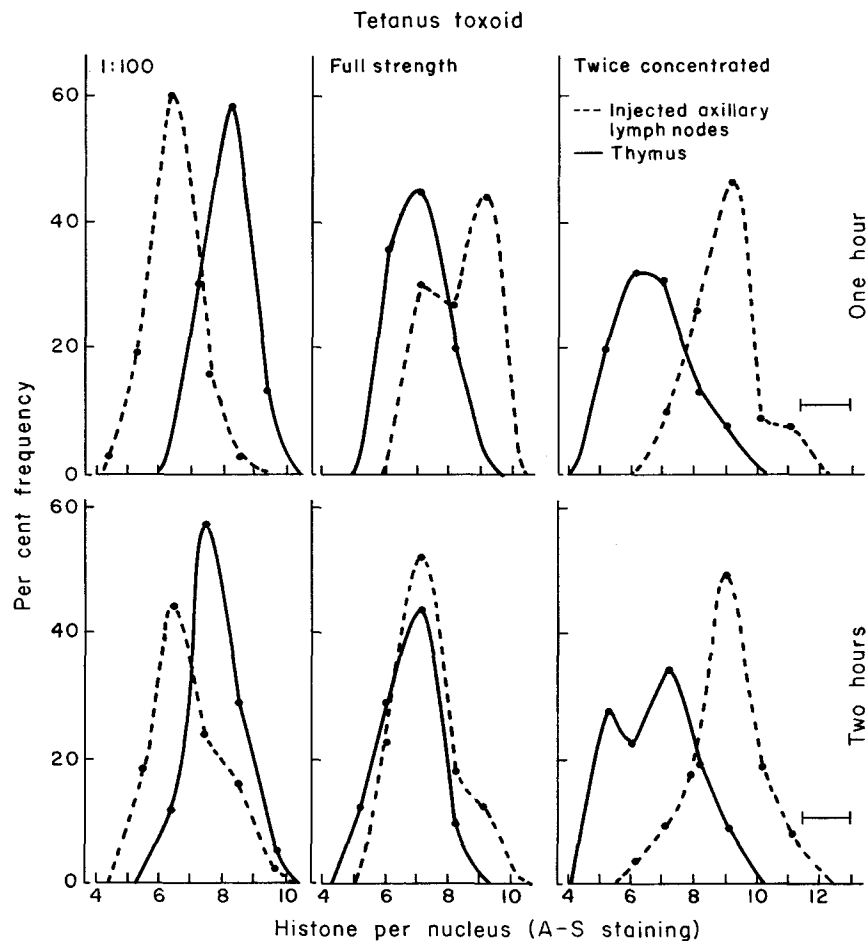 Tetanus toxoid
1:100
Full strength
Twice concentrated
Injected axillary
lymph nodes
Thymus
60
40
20
0
One hour
60
40
20
0
Two hours
Per cent frequency
4 6 8 10
4 6 8 10
4 6 8 10 12
Histone per nucleus (A-S staining)